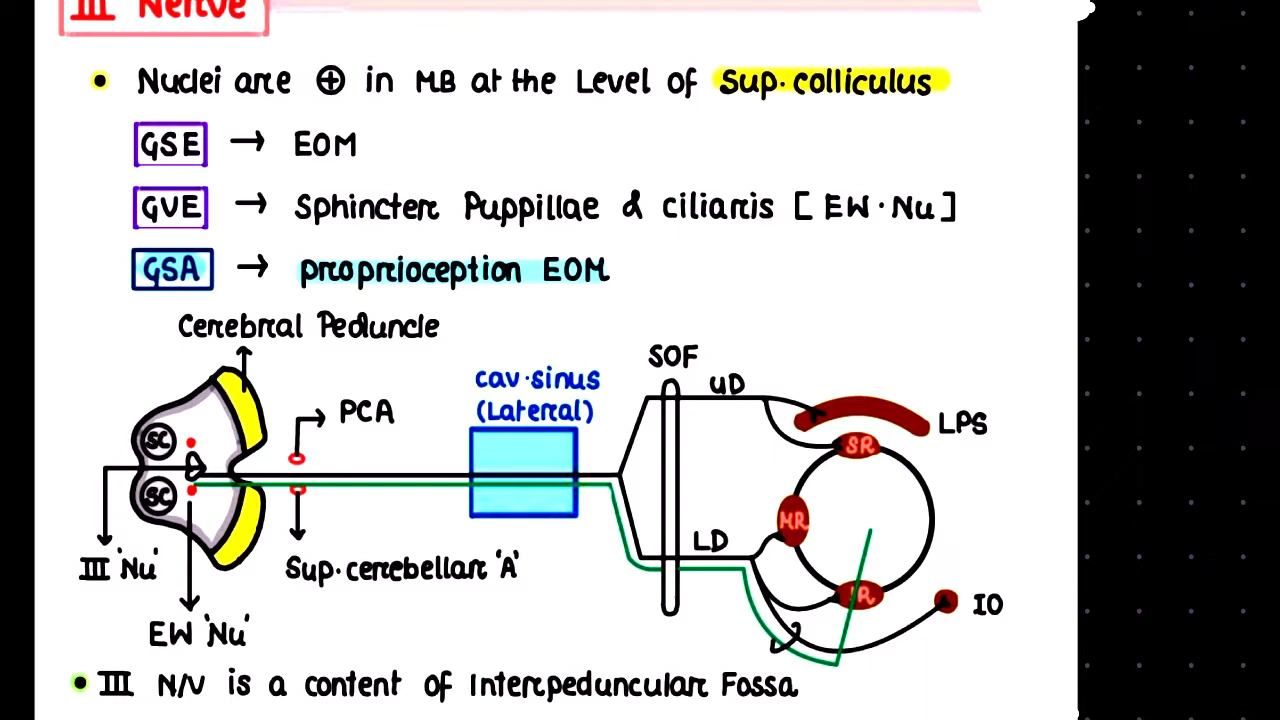 III Nerve
• Nuclei are ⊕ in MB at the Level of Sup. colliculus
GSE → EOM
GVE → Sphincter Puppillae & ciliaris [ EW. Nu ]
GSA → proprioception EOM
Cerebral Peduncle
SOF
cav. sinus
(Lateral)
UD
PCA
LPS
SC
SR
SC
MR
LD
III 'Nu'
Sup. cerebellar 'A'
IR
IO
EW 'Nu'
• III N/V is a content of Interpeduncular Fossa